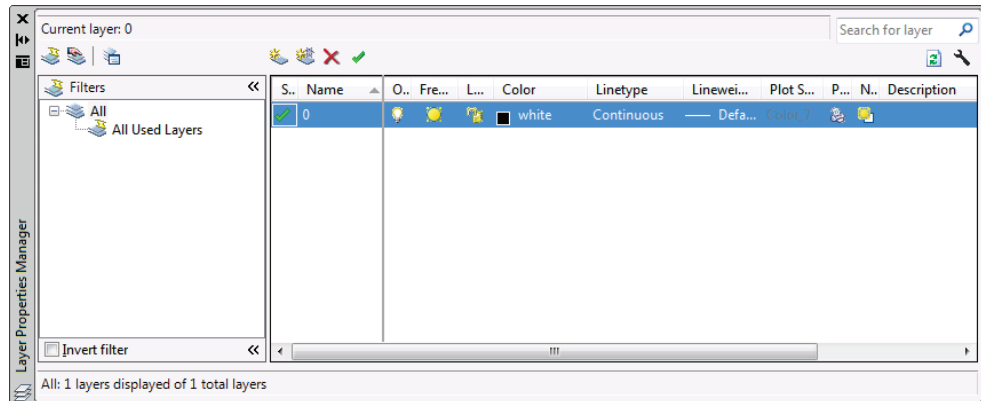 Current layer: 0
Search for layer
Filters
S.. Name O.. Fre... L... Color Linetype Linewei... Plot S... P... N.. Description
All
0 white Continuous Defa... Color_7
All Used Layers
Layer Properties Manager
Invert filter
All: 1 layers displayed of 1 total layers